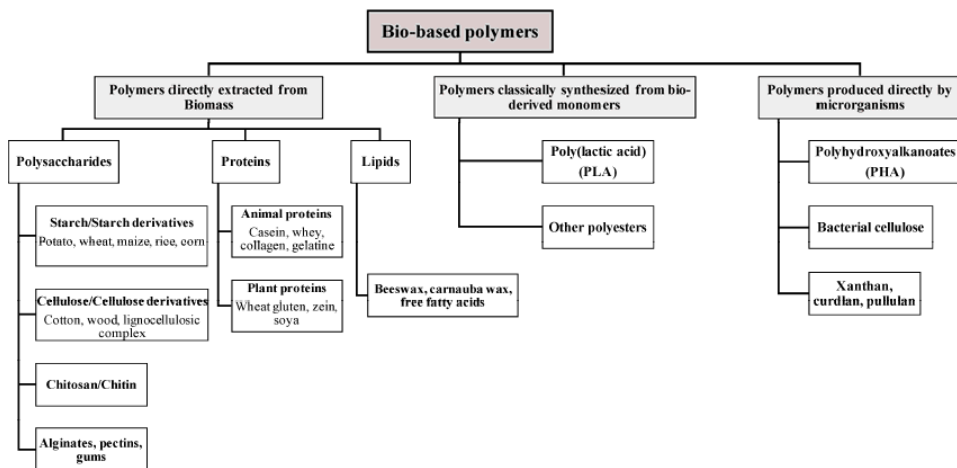 Bio-based polymers
Polymers directly extracted from
Biomass
Polymers classically synthesized from bio-
derived monomers
Polymers produced directly by
microrganisms
Polysaccharides
Proteins
Lipids
Poly(lactic acid)
(PLA)
Polyhydroxyalkanoates
(PHA)
Starch/Starch derivatives
Potato, wheat, maize, rice, corn
Animal proteins
Casein, whey,
collagen, gelatine
Other polyesters
Bacterial cellulose
Cellulose/Cellulose derivatives
Cotton, wood, lignocellulosic
complex
Plant proteins
Wheat gluten, zein,
soya
Beeswax, carnauba wax,
free fatty acids
Xanthan,
curdlan, pullulan
Chitosan/Chitin
Alginates, pectins,
gums